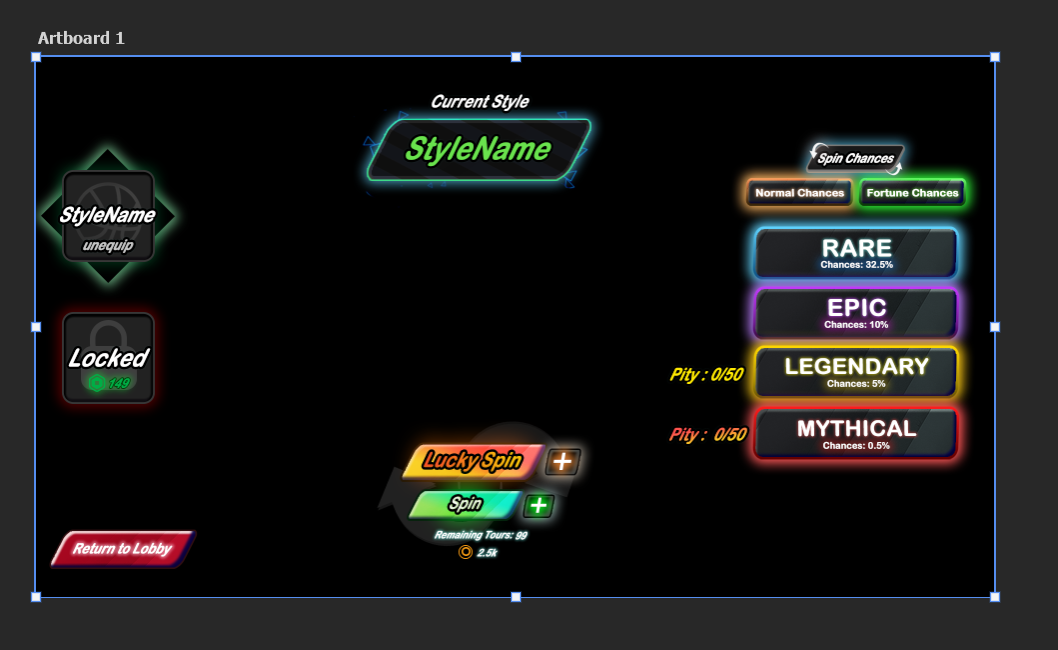 Artboard 1
Current Style
StyleName
StyleName
unequip
Locked
149
Return to Lobby
Lucky Spin +
Spin +
Remaining Tours: 99
2.5k
Spin Chances
Normal Chances
Fortune Chances
RARE
Chances: 32.5%
EPIC
Chances: 10%
Pity : 0/50
LEGENDARY
Chances: 5%
Pity : 0/50
MYTHICAL
Chances: 0.5%